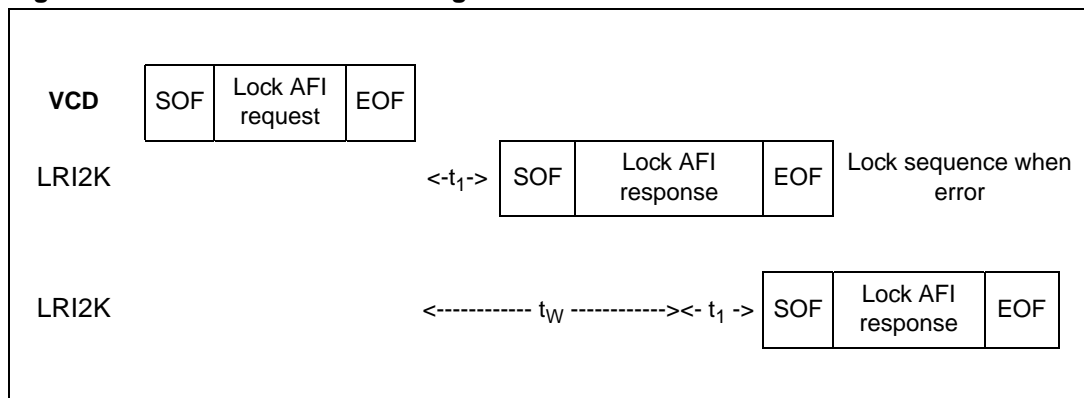 VCD SOF Lock AFI request EOF
LRI2K <-t1-> SOF Lock AFI response EOF Lock sequence when error
LRI2K <------------ tW ------------><- t1 -> SOF Lock AFI response EOF